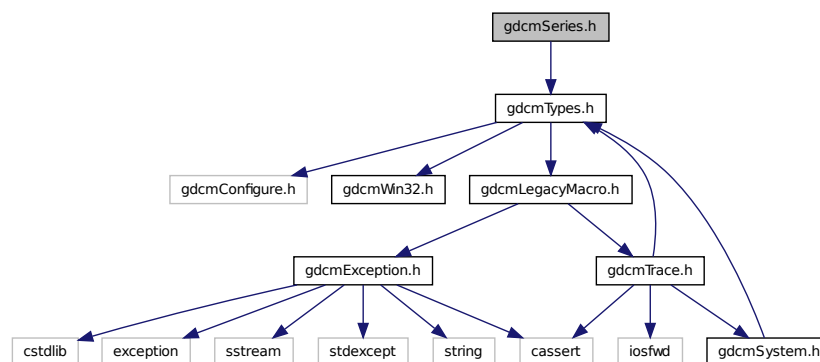 gdcmSeries.h
gdcmTypes.h
gdcmConfigure.h
gdcmWin32.h
gdcmLegacyMacro.h
gdcmException.h
gdcmTrace.h
cstdlib
exception
sstream
stdexcept
string
cassert
iosfwd
gdcmSystem.h